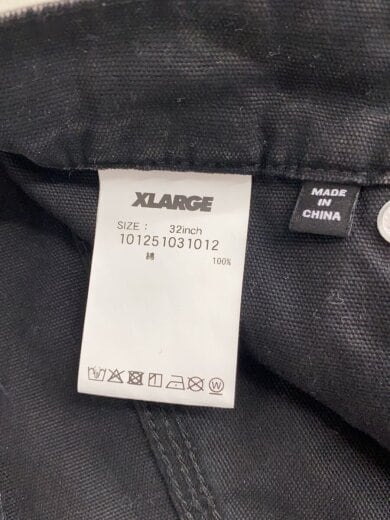 XLARGE
SIZE : 32inch
101251031012
綿 100%
MADE
IN
CHINA
W